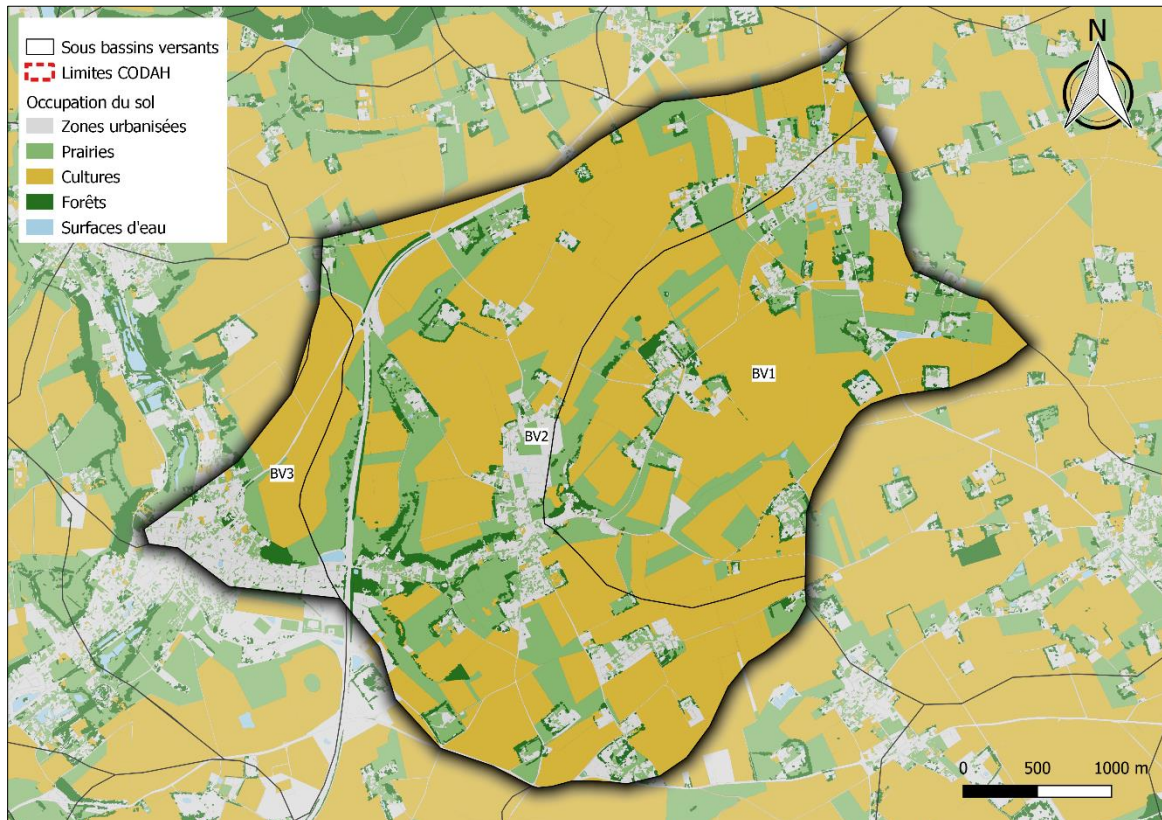 Sous bassins versants
Limites CODAH
Occupation du sol
Zones urbanisées
Prairies
Cultures
Forêts
Surfaces d'eau
N
BV1
BV2
BV3
0 500 1000 m